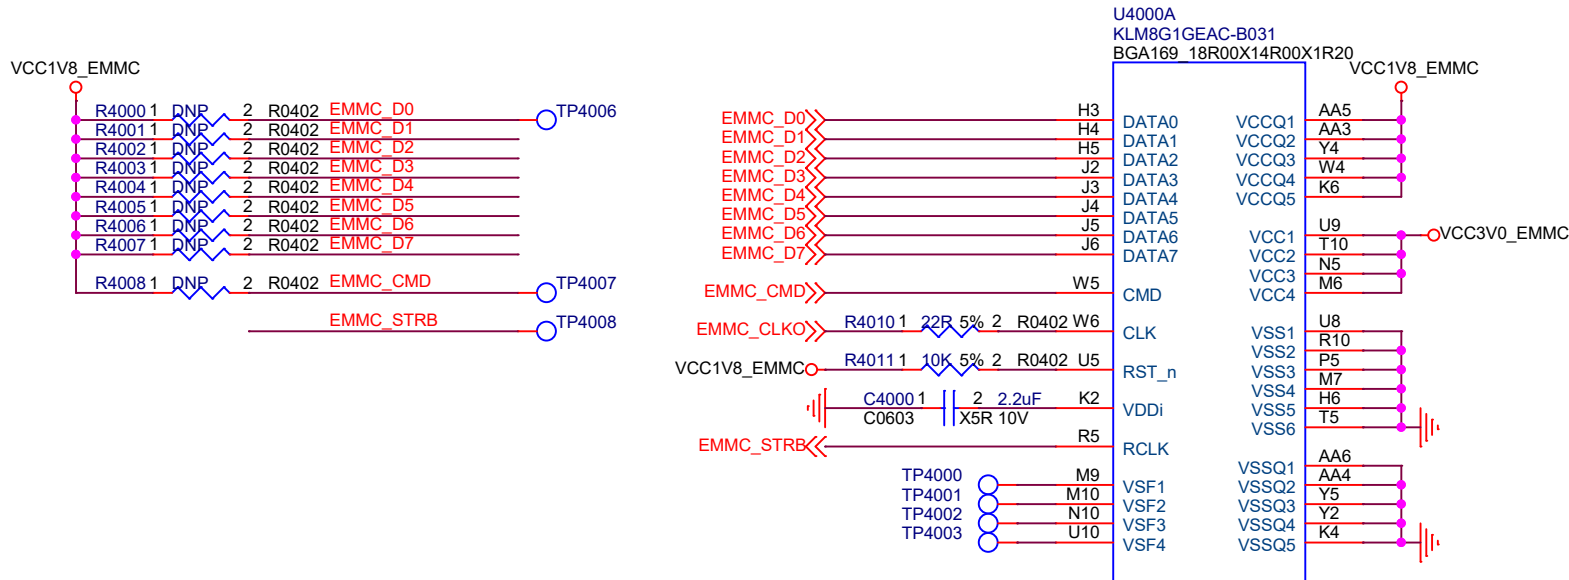 U4000A
KLM8G1GEAC-B031
BGA169_18R00X14R00X1R20
VCC1V8_EMMC
R4000 1 DNP 2 R0402 EMMC_D0 TP4006
R4001 1 DNP 2 R0402 EMMC_D1
R4002 1 DNP 2 R0402 EMMC_D2
R4003 1 DNP 2 R0402 EMMC_D3
R4004 1 DNP 2 R0402 EMMC_D4
R4005 1 DNP 2 R0402 EMMC_D5
R4006 1 DNP 2 R0402 EMMC_D6
R4007 1 DNP 2 R0402 EMMC_D7
R4008 1 DNP 2 R0402 EMMC_CMD TP4007
EMMC_STRB TP4008
EMMC_D0 H3 DATA0
EMMC_D1 H4 DATA1
EMMC_D2 H5 DATA2
EMMC_D3 J2 DATA3
EMMC_D4 J3 DATA4
EMMC_D5 J4 DATA5
EMMC_D6 J5 DATA6
EMMC_D7 J6 DATA7
EMMC_CMD W5 CMD
EMMC_CLKO R4010 1 22R 5% 2 R0402 W6 CLK
VCC1V8_EMMC R4011 1 10K 5% 2 R0402 U5 RST_n
C4000 1 2 2.2uF K2 VDDi
C0603 X5R 10V
EMMC_STRB R5 RCLK
TP4000 M9 VSF1
TP4001 M10 VSF2
TP4002 N10 VSF3
TP4003 U10 VSF4
VCC1V8_EMMC
VCCQ1 AA5
VCCQ2 AA3
VCCQ3 Y4
VCCQ4 W4
VCCQ5 K6
VCC1 U9 VCC3V0_EMMC
VCC2 T10
VCC3 N5
VCC4 M6
VSS1 U8
VSS2 R10
VSS3 P5
VSS4 M7
VSS5 H6
VSS6 T5
VSSQ1 AA6
VSSQ2 AA4
VSSQ3 Y5
VSSQ4 Y2
VSSQ5 K4